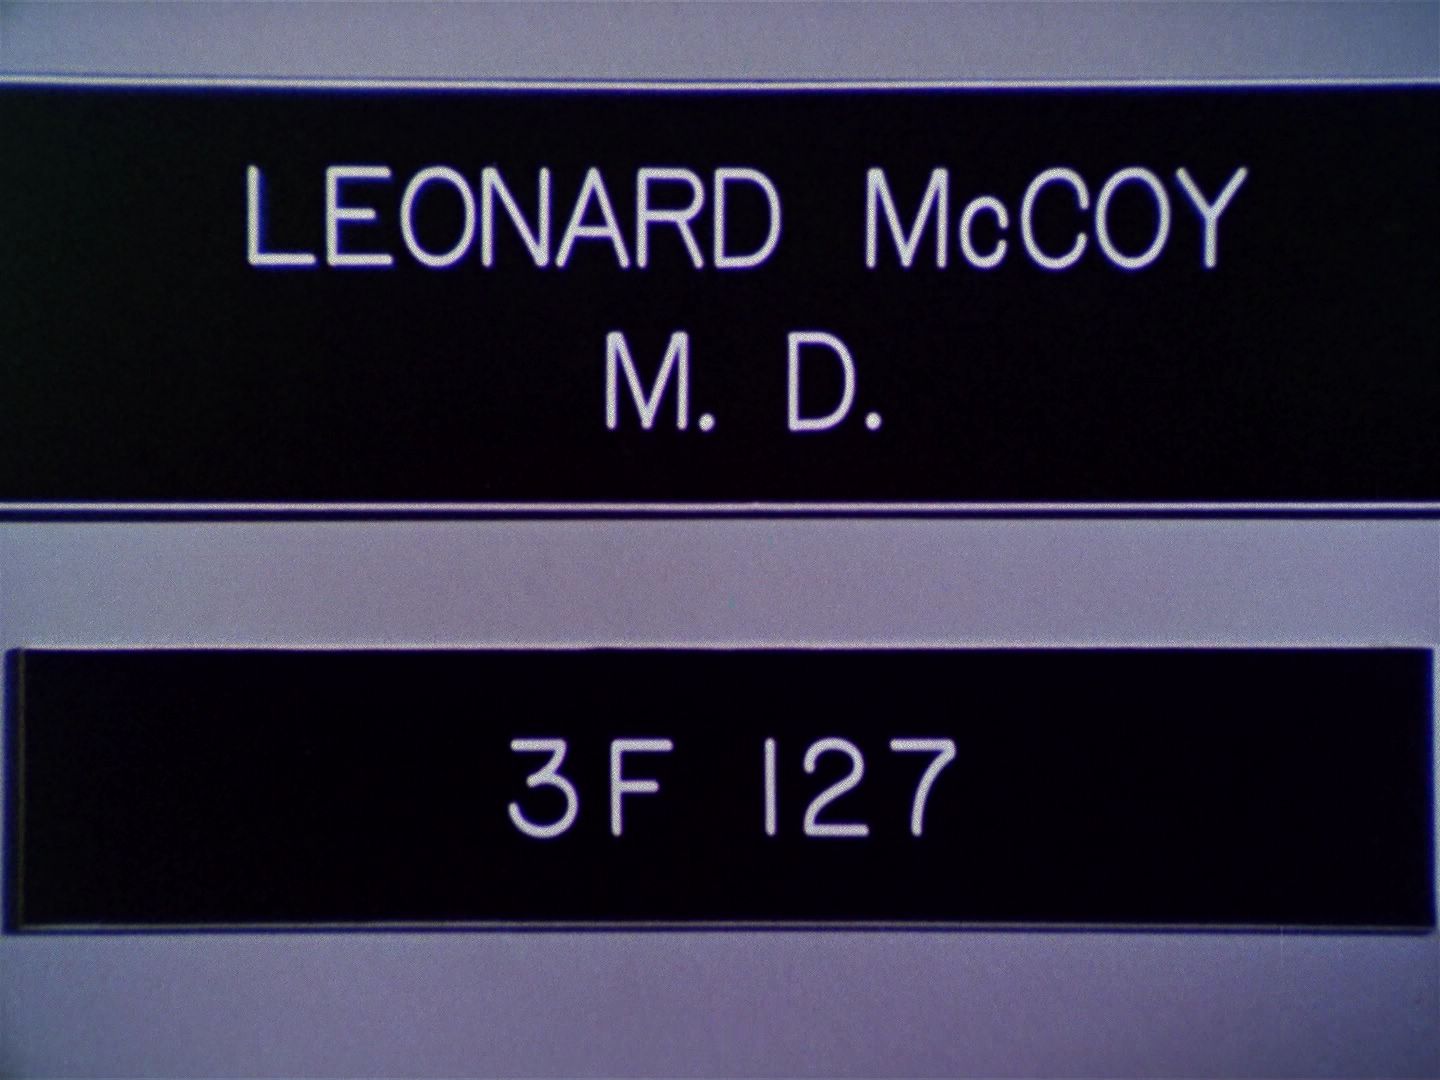 LEONARD McCOY
M. D.
3F 127